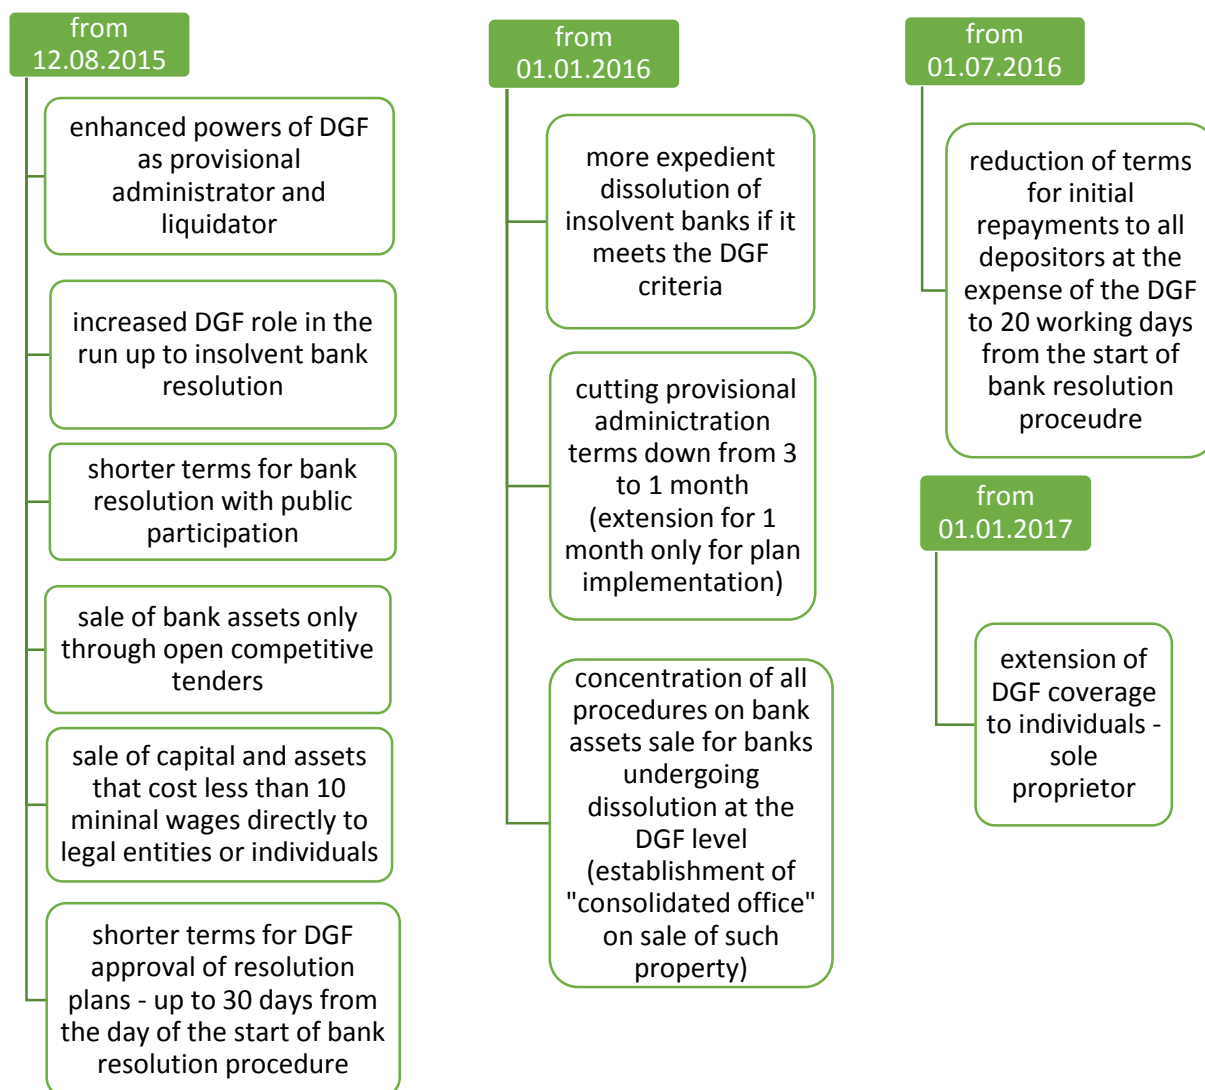 from
12.08.2015
enhanced powers of DGF
as provisional
administrator and
liquidator
increased DGF role in the
run up to insolvent bank
resolution
shorter terms for bank
resolution with public
participation
sale of bank assets only
through open competitive
tenders
sale of capital and assets
that cost less than 10
mininal wages directly to
legal entities or individuals
shorter terms for DGF
approval of resolution
plans - up to 30 days from
the day of the start of bank
resolution procedure
from
01.01.2016
more expedient
dissolution of
insolvent banks if it
meets the DGF
criteria
cutting provisional
adminictration
terms down from 3
to 1 month
(extension for 1
month only for plan
implementation)
concentration of all
procedures on bank
assets sale for banks
undergoing
dissolution at the
DGF level
(establishment of
"consolidated office"
on sale of such
property)
from
01.07.2016
reduction of terms
for initial
repayments to all
depositors at the
expense of the DGF
to 20 working days
from the start of
bank resolution
proceudre
from
01.01.2017
extension of
DGF coverage
to individuals -
sole
proprietor